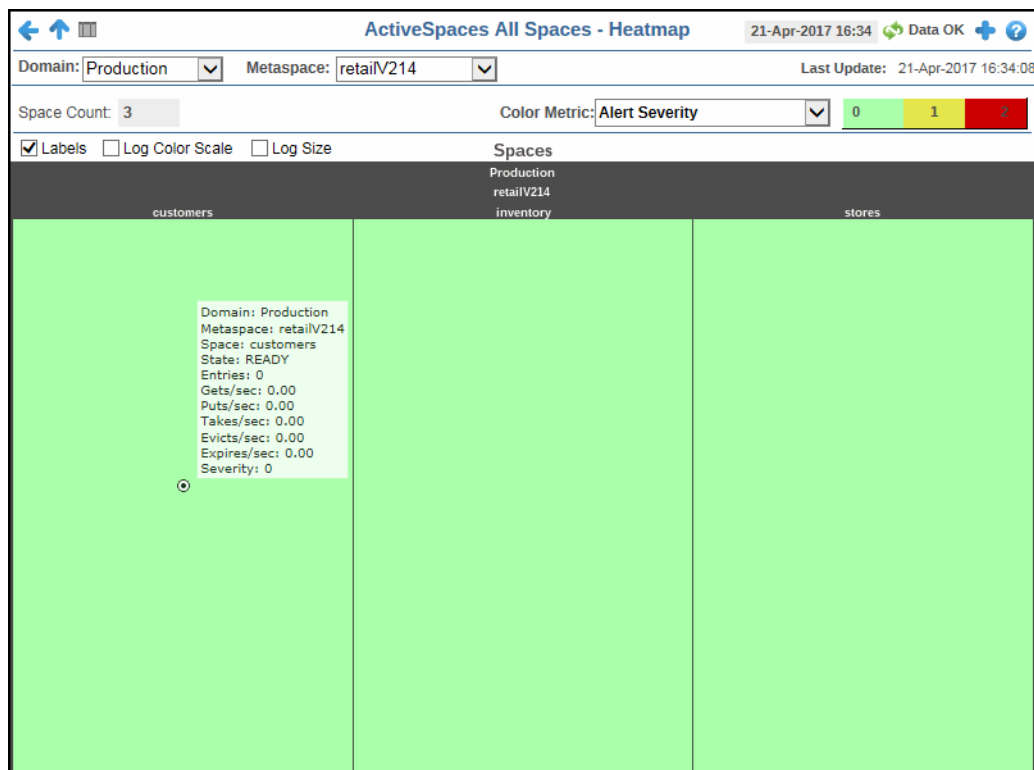 ActiveSpaces All Spaces - Heatmap 21-Apr-2017 16:34 Data OK
Domain: Production Metaspace: retailV214 Last Update: 21-Apr-2017 16:34:08
Space Count: 3 Color Metric: Alert Severity 0 1 2
Labels Log Color Scale Log Size Spaces
Production
retailV214
customers inventory stores
Domain: Production
Metaspace: retailV214
Space: customers
State: READY
Entries: 0
Gets/sec: 0.00
Puts/sec: 0.00
Takes/sec: 0.00
Evicts/sec: 0.00
Expires/sec: 0.00
Severity: 0